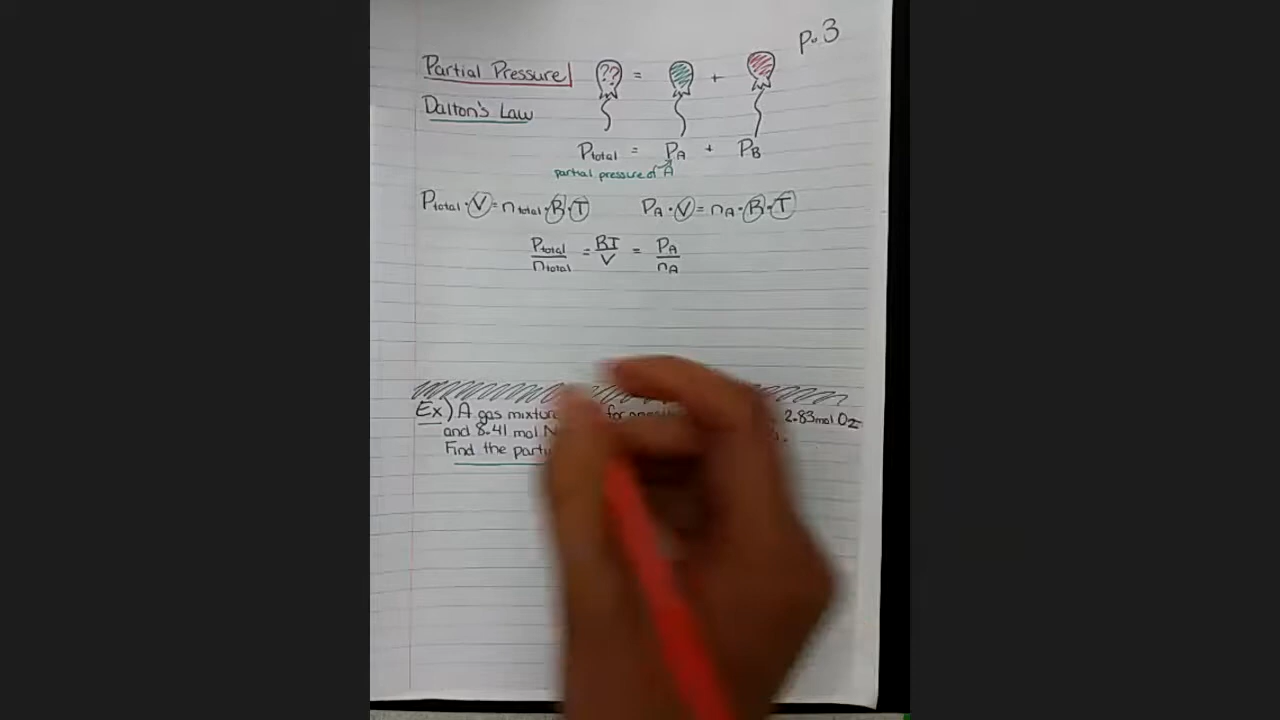 p.3
Partial Pressure ?? = +
Dalton's Law
Ptotal = PA + PB
partial pressure of A
Ptotal · V = ntotal · R · T PA · V = nA · R · T
Ptotal/ntotal = RT/V = PA/nA
Ex) A gas mixture for 2.83 mol O2
and 8.41 mol N
Find the